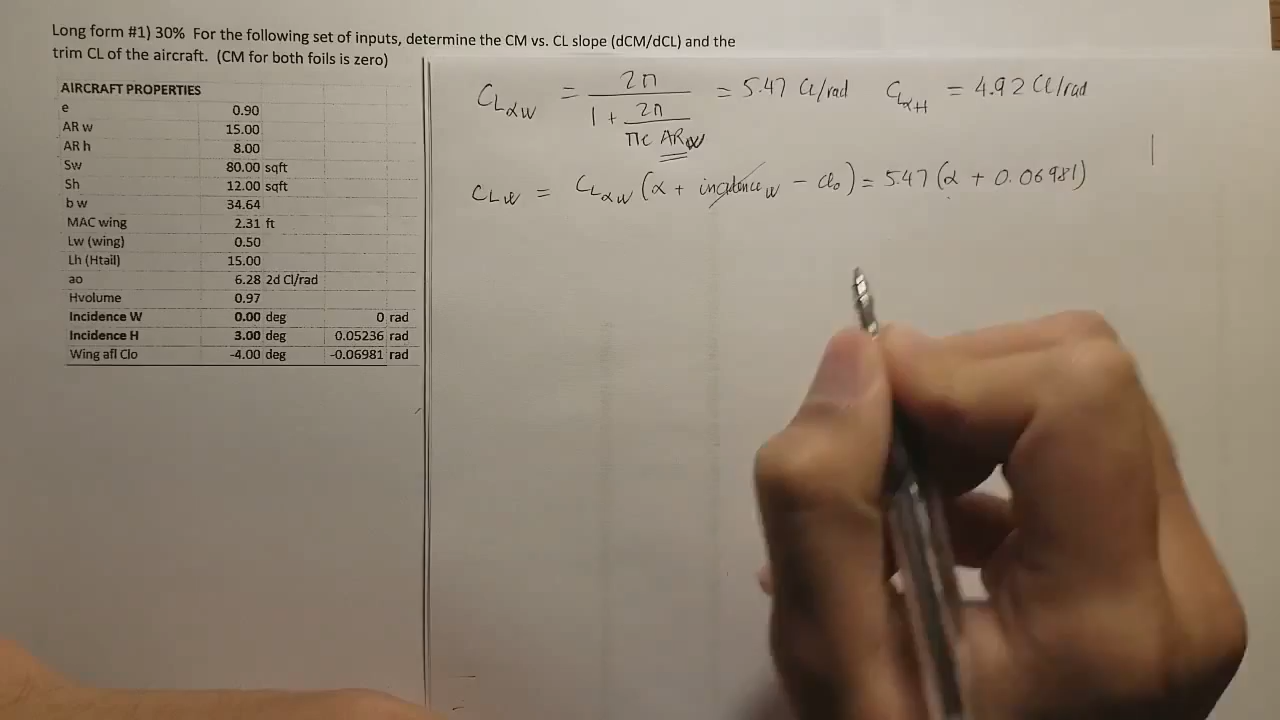 Long form #1) 30% For the following set of inputs, determine the CM vs. CL slope (dCM/dCL) and the
trim CL of the aircraft. (CM for both foils is zero)
AIRCRAFT PROPERTIES
e 0.90
AR w 15.00
AR h 8.00
Sw 80.00 sqft
Sh 12.00 sqft
b w 34.64
MAC wing 2.31 ft
Lw (wing) 0.50
Lh (Htail) 15.00
ao 6.28 2d Cl/rad
Hvolume 0.97
Incidence W 0.00 deg 0 rad
Incidence H 3.00 deg 0.05236 rad
Wing afl Clo -4.00 deg -0.06981 rad
CLαW = 2π / (1 + 2π / (πe ARw)) = 5.47 Cl/rad CLαH = 4.92 Cl/rad
CLW = CLαW (α + incidence w - clo) = 5.47 (α + 0.06981)